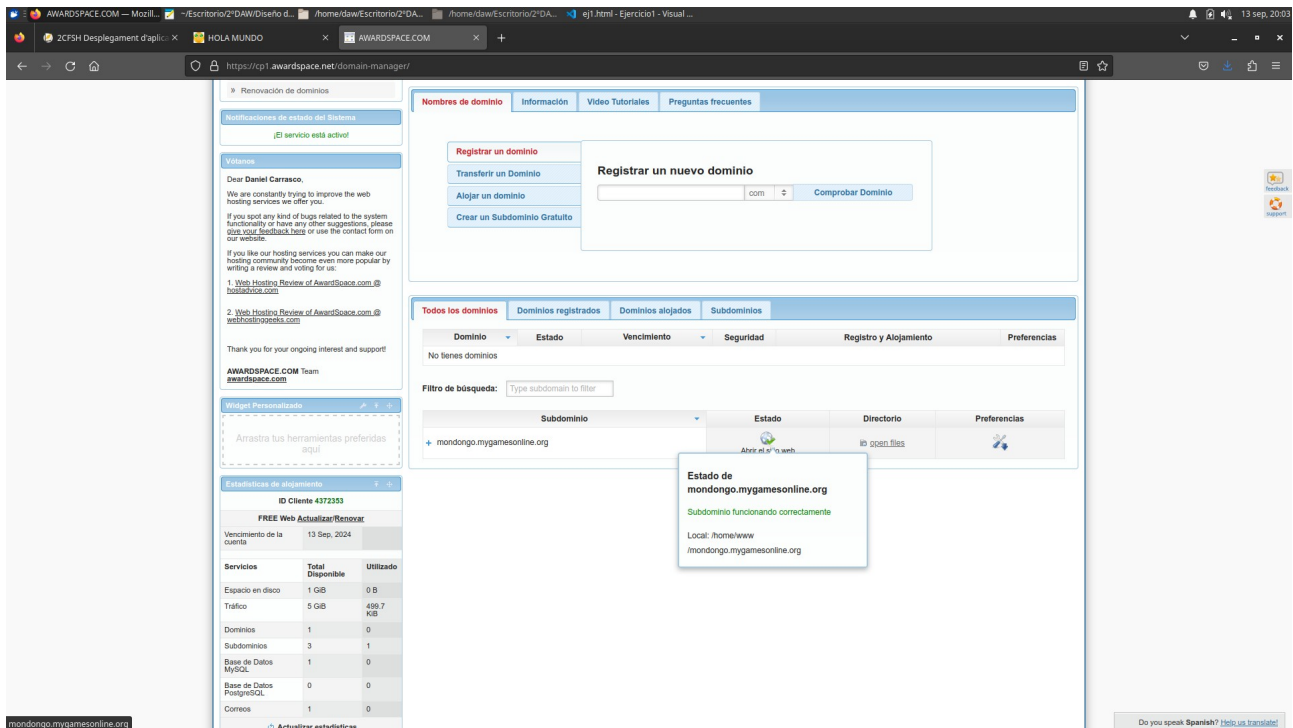 AWARDSPACE.COM — Mozill...
~/Escritorio/2ºDAW/Diseño d...
/home/daw/Escritorio/2ºDA...
/home/daw/Escritorio/2ºDA...
ej1.html - Ejercicio1 - Visual ...
13 sep, 20:03
2CFSH Desplegament d'aplic
HOLA MUNDO
AWARDSPACE.COM
https://cp1.awardspace.net/domain-manager/
» Renovación de dominios
Notificaciones de estado del Sistema
¡El servicio está activo!
Vótanos
Dear Daniel Carrasco,
We are constantly trying to improve the web
hosting services we offer you.
If you spot any kind of bugs related to the system
functionality or have any other suggestions, please
give your feedback here or use the contact form on
our website.
If you like our hosting services you can make our
hosting community become even more popular by
writing a review and voting for us:
1. Web Hosting Review of AwardSpace.com @
hostadvice.com
2. Web Hosting Review of AwardSpace.com @
webhostinggeeks.com
Thank you for your ongoing interest and support!
AWARDSPACE.COM Team
awardspace.com
Widget Personalizado
Arrastra tus herramientas preferidas
aquí
Estadísticas de alojamiento
ID Cliente 4372353
FREE Web Actualizar/Renovar
Vencimiento de la cuenta 13 Sep, 2024
Servicios Total Disponible Utilizado
Espacio en disco 1 GiB 0 B
Tráfico 5 GiB 499.7 KiB
Dominios 1 0
Subdominios 3 1
Base de Datos MySQL 1 0
Base de Datos PostgreSQL 0 0
Correos 1 0
Actualizar estadísticas
Nombres de dominio Información Video Tutoriales Preguntas frecuentes
Registrar un dominio
Transferir un Dominio
Alojar un dominio
Crear un Subdominio Gratuito
Registrar un nuevo dominio
com Comprobar Dominio
Todos los dominios Dominios registrados Dominios alojados Subdominios
Dominio Estado Vencimiento Seguridad Registro y Alojamiento Preferencias
No tienes dominios
Filtro de búsqueda: Type subdomain to filter
Subdominio Estado Directorio Preferencias
+ mondongo.mygamesonline.org Abrir el sitio web open files
Estado de
mondongo.mygamesonline.org
Subdominio funcionando correctamente
Local: /home/www
/mondongo.mygamesonline.org
feedback
support
mondongo.mygamesonline.org
Do you speak Spanish? Help us translate!